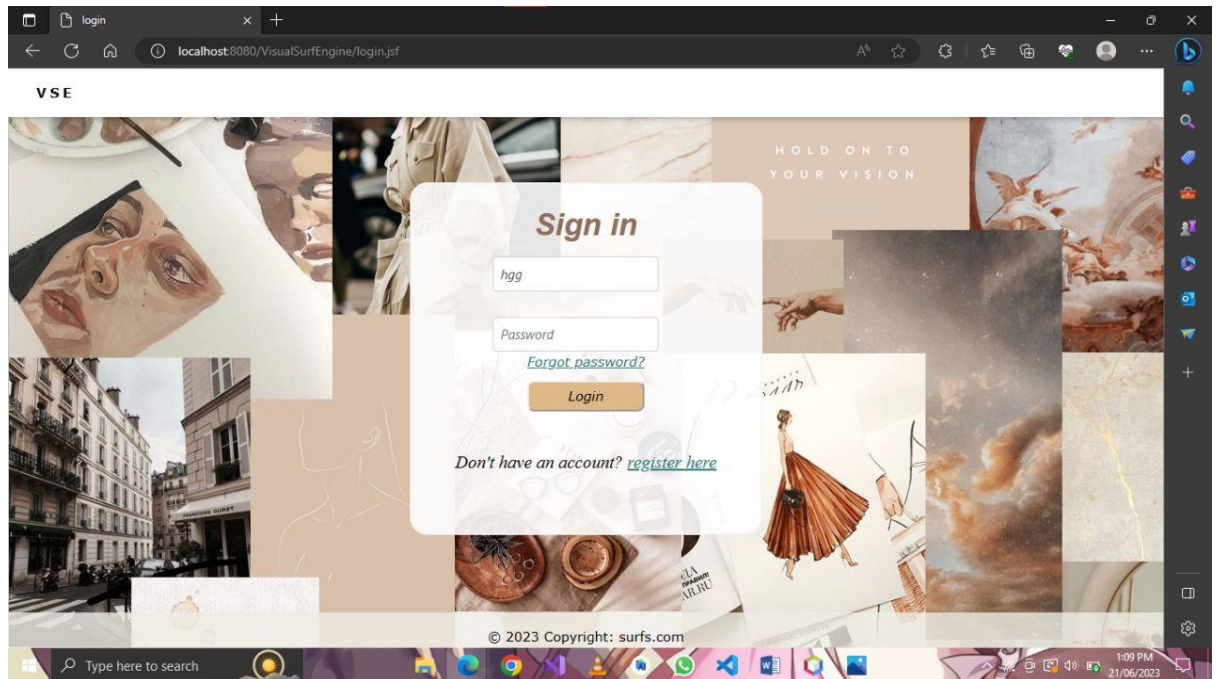 login
localhost:8080/VisualSurfEngine/login.jsf
VSE
HOLD ON TO
YOUR VISION
Sign in
hgg
Password
Forgot password?
Login
Don't have an account? register here
FRANCOISE DURST
© 2023 Copyright: surfs.com
Type here to search
1:09 PM
21/06/2023